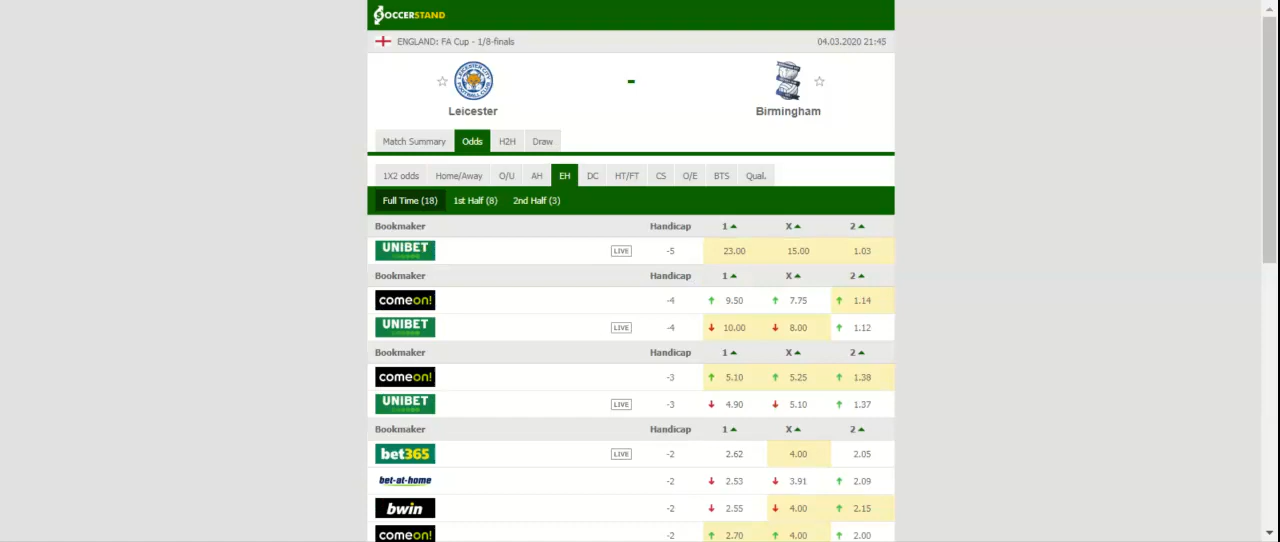 SOCCERSTAND
ENGLAND: FA Cup - 1/8-finals 04.03.2020 21:45
-
Leicester Birmingham
Match Summary Odds H2H Draw
1X2 odds Home/Away O/U AH EH DC HT/FT CS O/E BTS Qual.
Full Time (18) 1st Half (8) 2nd Half (3)
Bookmaker Handicap 1 X 2
UNIBET LIVE -5 23.00 15.00 1.03
Bookmaker Handicap 1 X 2
comeon! -4 9.50 7.75 1.14
UNIBET LIVE -4 10.00 8.00 1.12
Bookmaker Handicap 1 X 2
comeon! -3 5.10 5.25 1.38
UNIBET LIVE -3 4.90 5.10 1.37
Bookmaker Handicap 1 X 2
bet365 LIVE -2 2.62 4.00 2.05
bet-at-home -2 2.53 3.91 2.09
bwin -2 2.55 4.00 2.15
comeon! -2 2.70 4.00 2.00